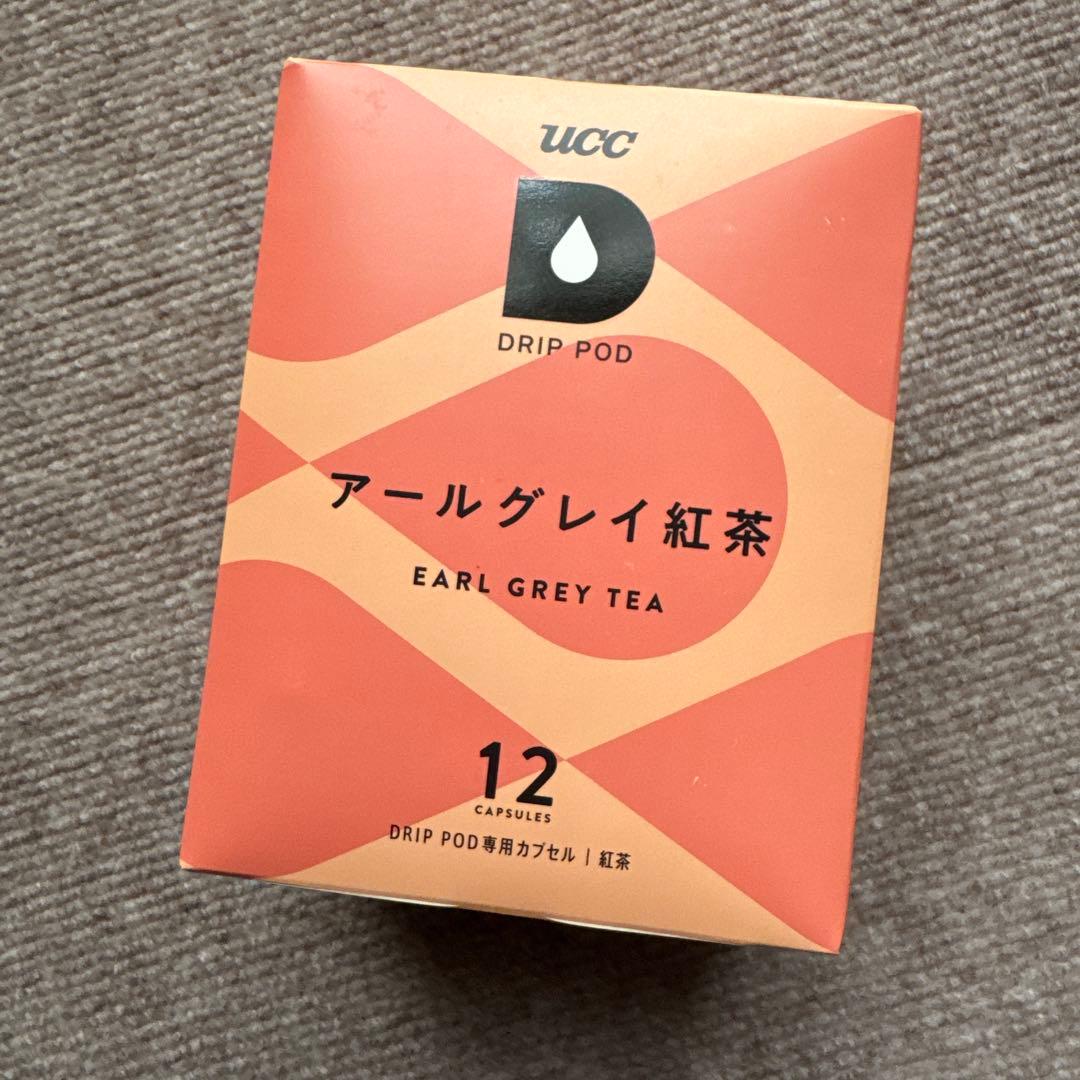 ucc
DRIP POD
アールグレイ紅茶
EARL GREY TEA
12
CAPSULES
DRIP POD専用カプセル | 紅茶